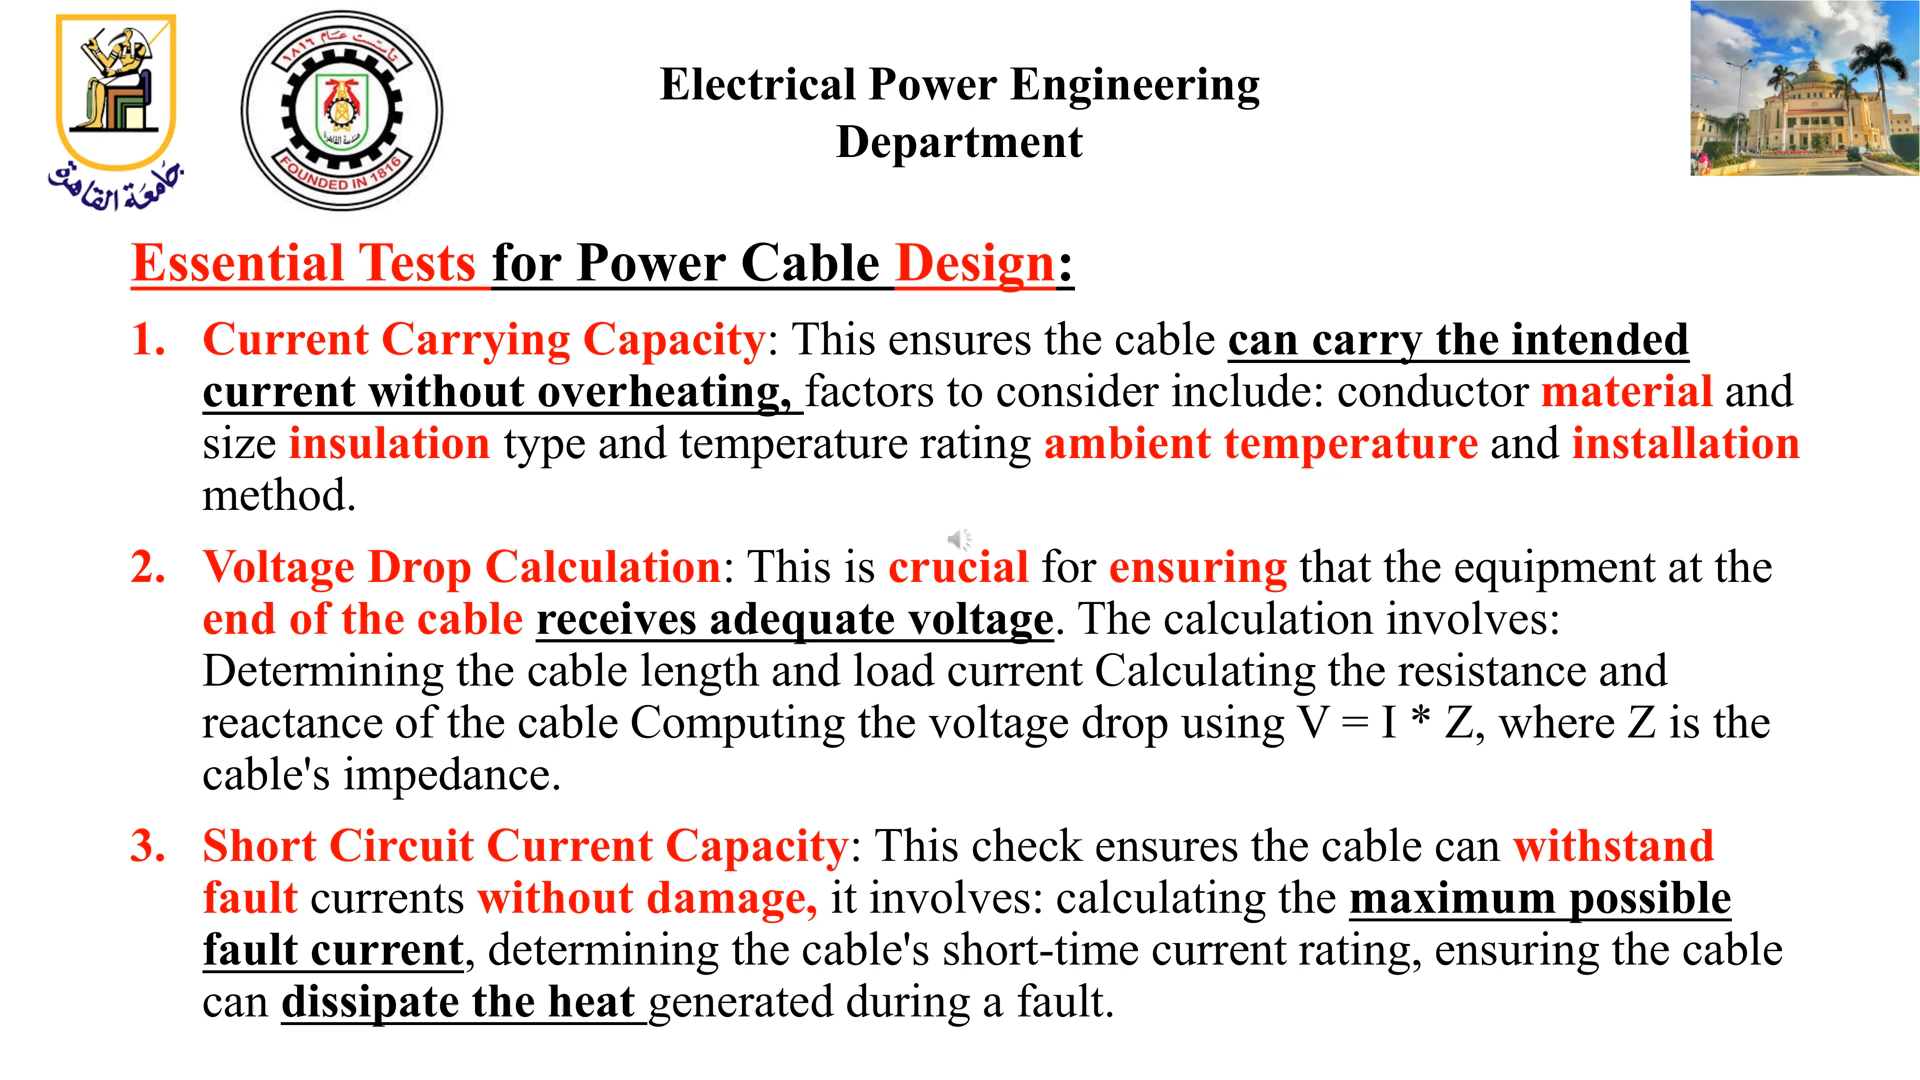 تأسست عام ١٨١٦
هندسة القاهرة
FOUNDED IN 1816
جامعة القاهرة
Electrical Power Engineering
Department
Essential Tests for Power Cable Design:
1. Current Carrying Capacity: This ensures the cable can carry the intended
current without overheating, factors to consider include: conductor material and
size insulation type and temperature rating ambient temperature and installation
method.
2. Voltage Drop Calculation: This is crucial for ensuring that the equipment at the
end of the cable receives adequate voltage. The calculation involves:
Determining the cable length and load current Calculating the resistance and
reactance of the cable Computing the voltage drop using V = I * Z, where Z is the
cable's impedance.
3. Short Circuit Current Capacity: This check ensures the cable can withstand
fault currents without damage, it involves: calculating the maximum possible
fault current, determining the cable's short-time current rating, ensuring the cable
can dissipate the heat generated during a fault.